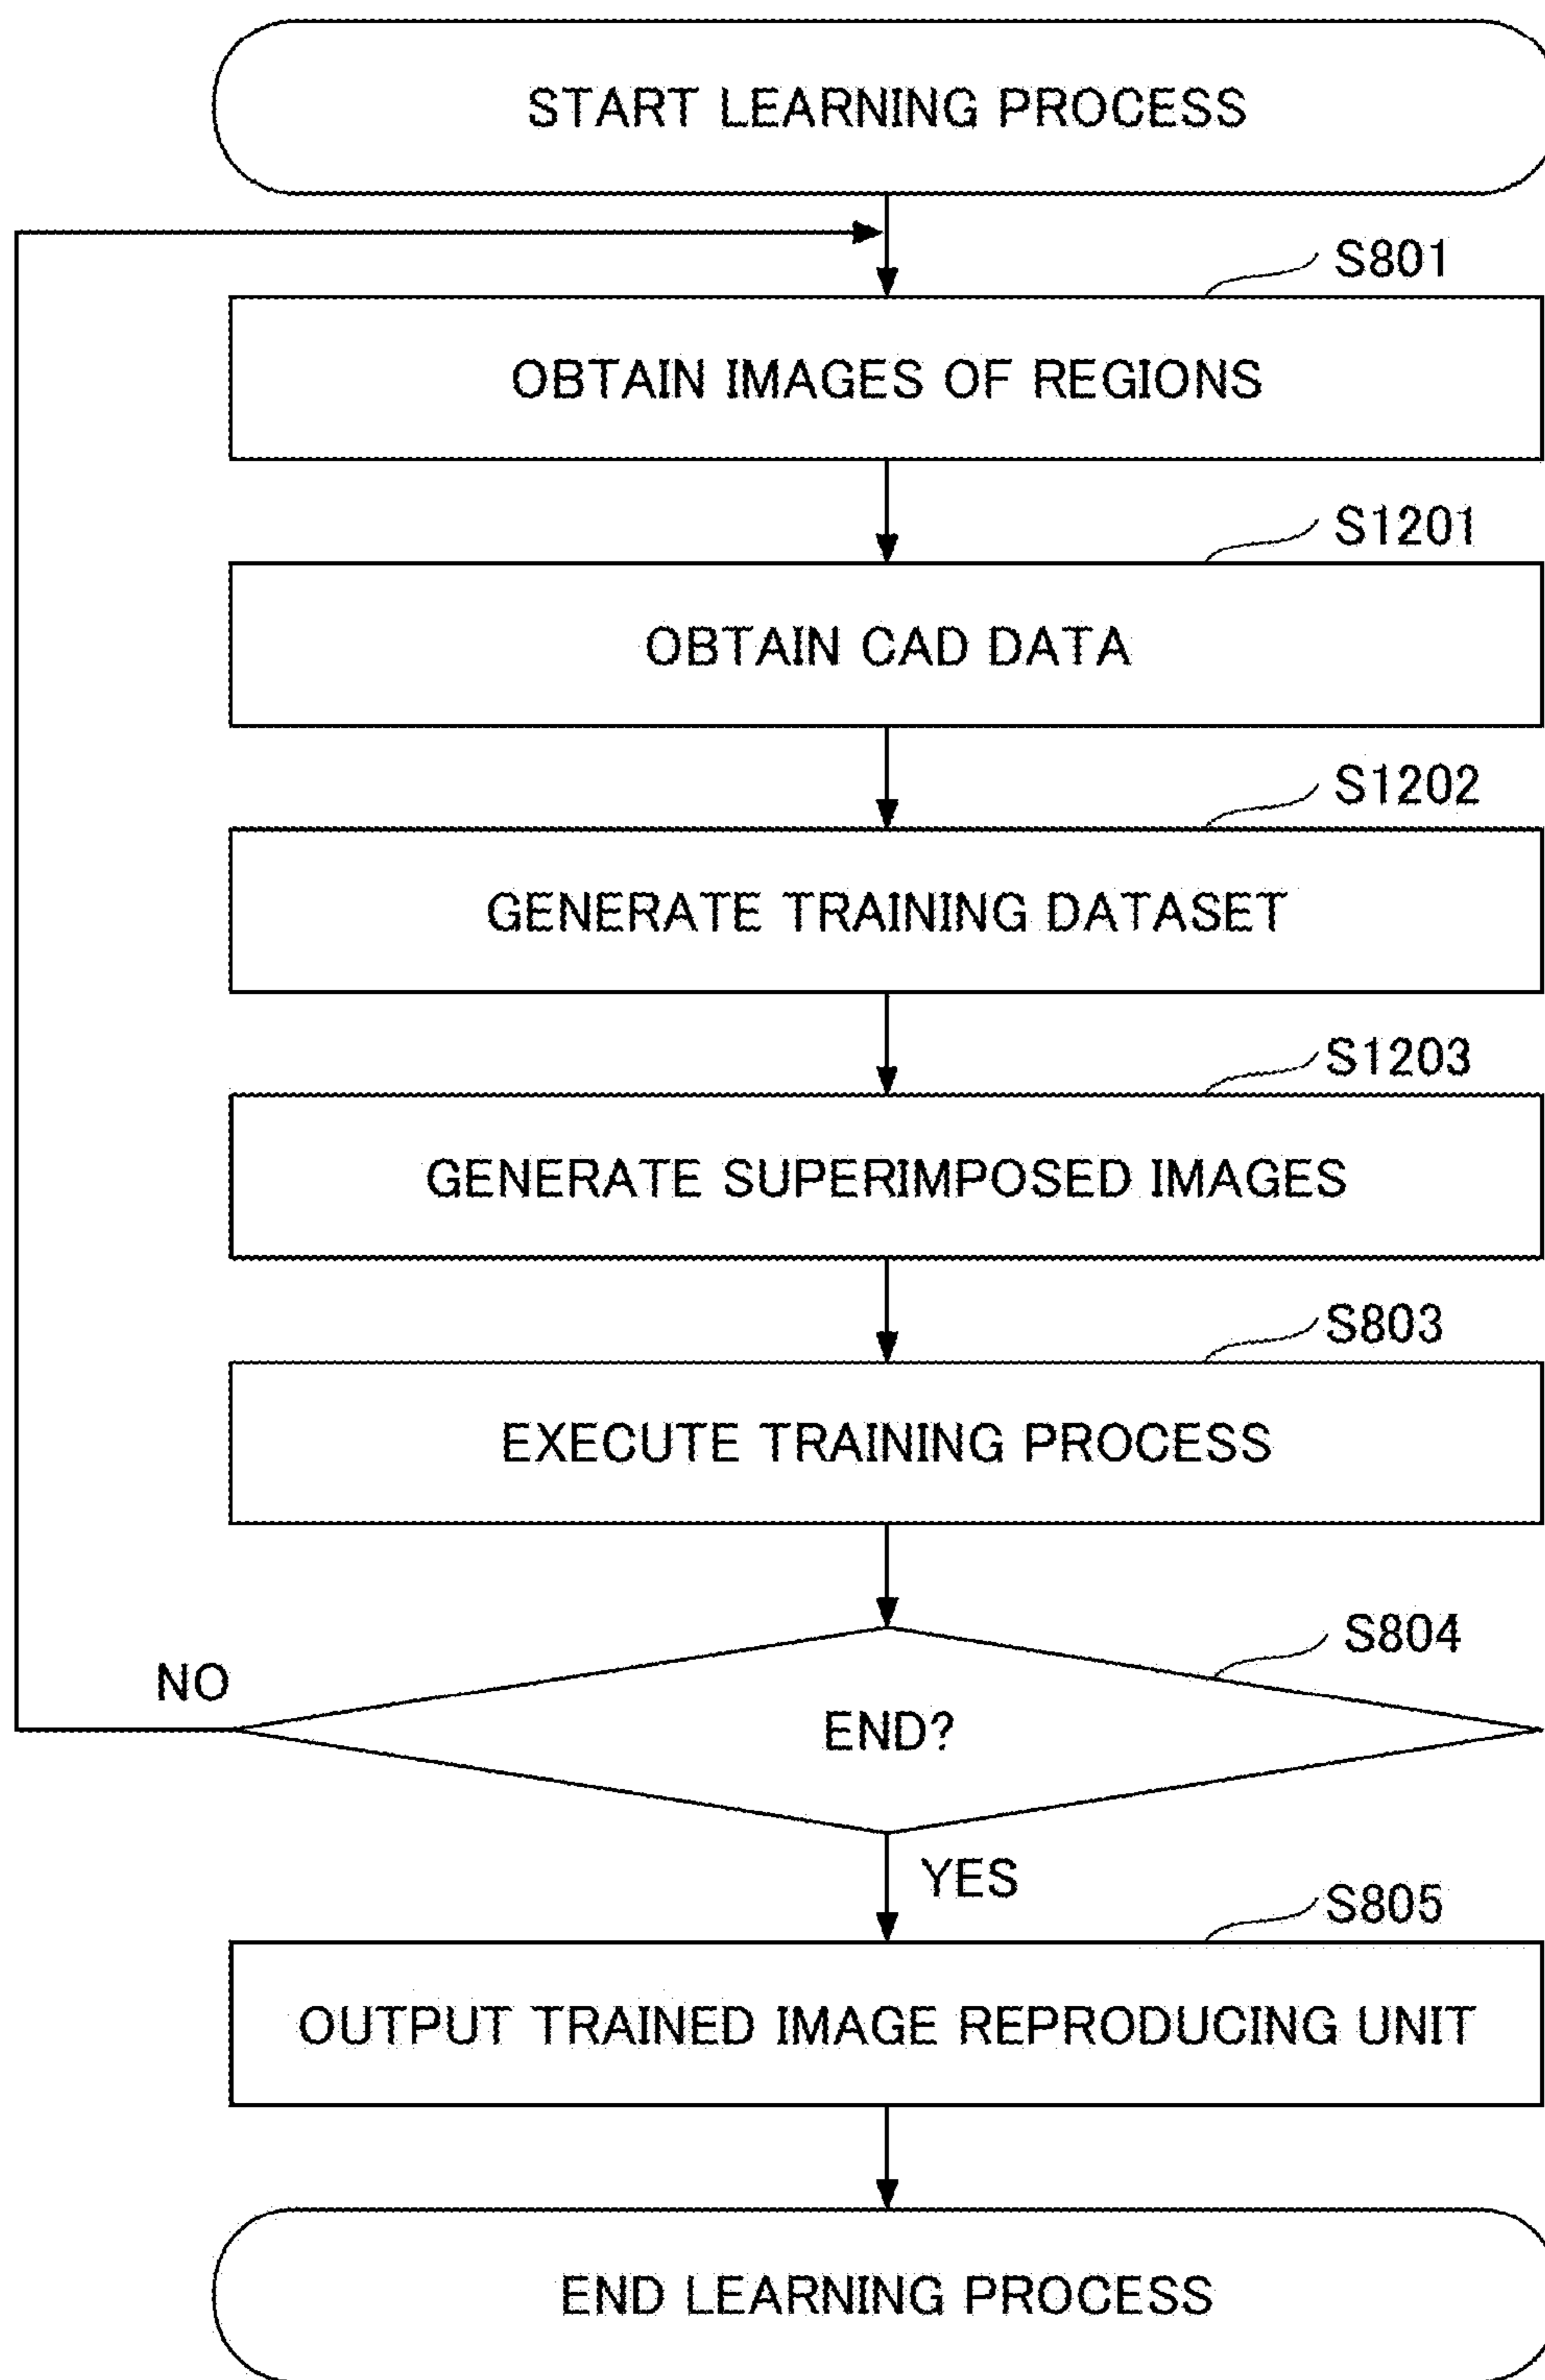 START LEARNING PROCESS
S801
OBTAIN IMAGES OF REGIONS
S1201
OBTAIN CAD DATA
S1202
GENERATE TRAINING DATASET
S1203
GENERATE SUPERIMPOSED IMAGES
S803
EXECUTE TRAINING PROCESS
S804
NO
END?
YES
S805
OUTPUT TRAINED IMAGE REPRODUCING UNIT
END LEARNING PROCESS